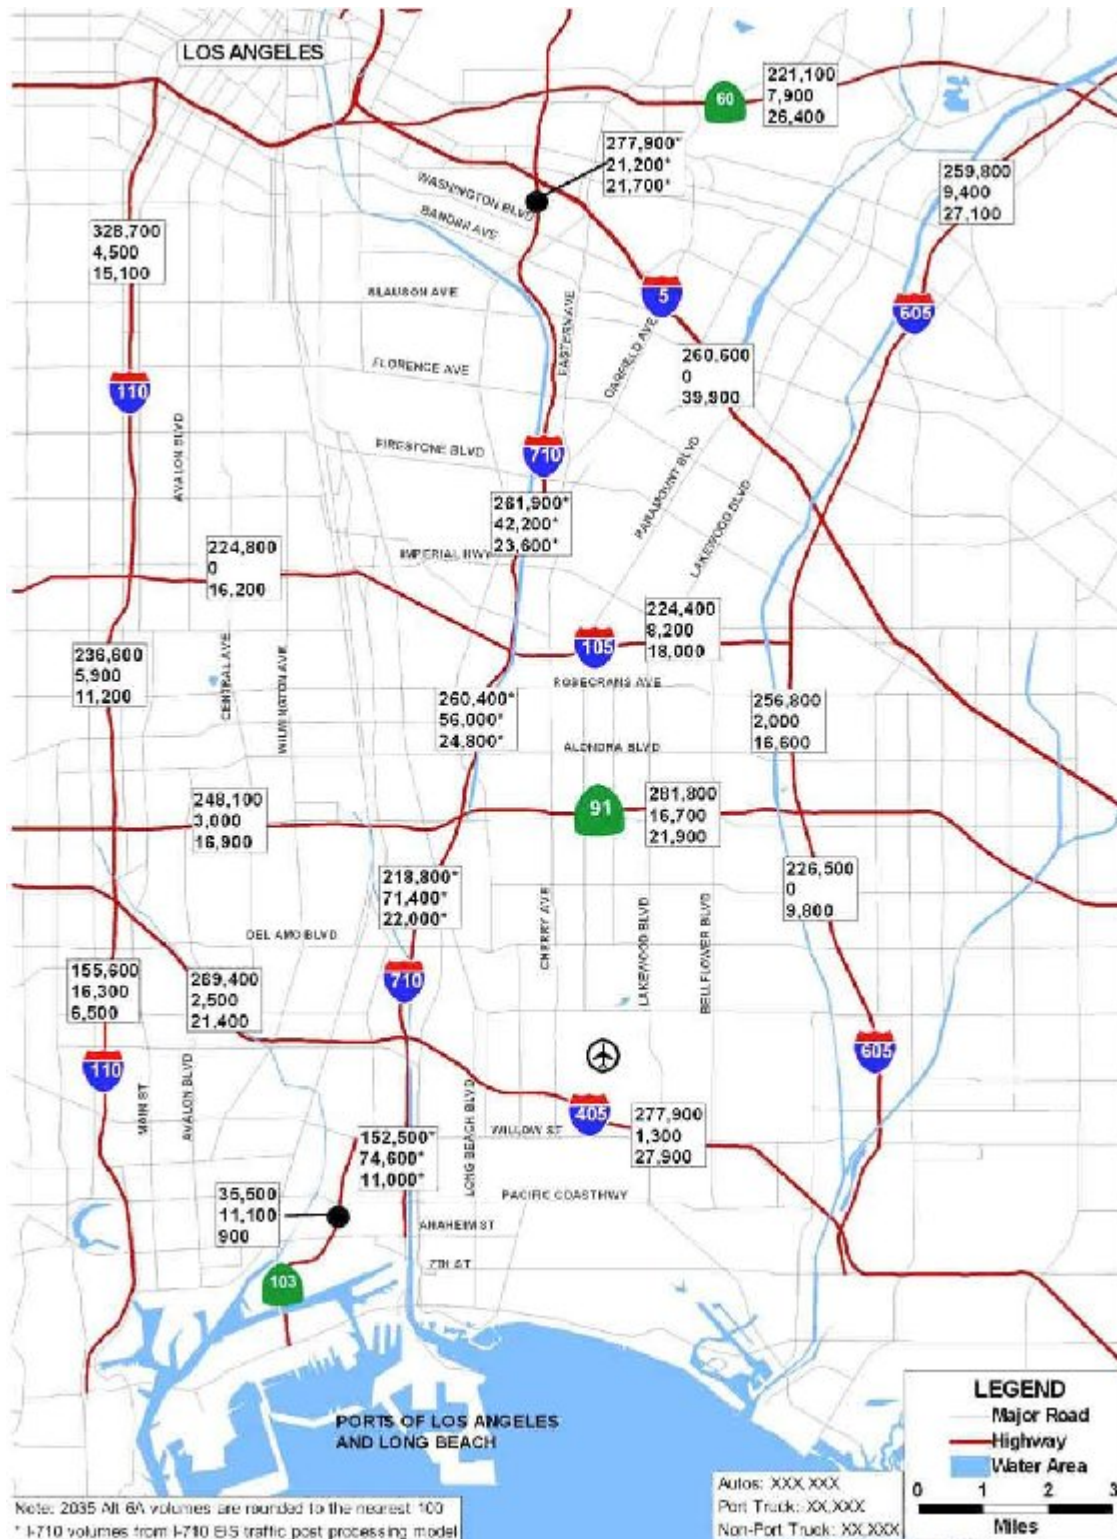 LOS ANGELES
60
221,100
7,900
26,400
277,900*
21,200*
21,700*
259,800
9,400
27,100
WASHINGTON BLVD
BANDINI AVE
328,700
4,500
15,100
SLAUSON AVE
5
605
EASTERN AVE
GARFIELD AVE
260,600
0
39,900
FLORENCE AVE
110
AVALON BLVD
FIRESTONE BLVD
710
PARAMOUNT BLVD
LAKEWOOD BLVD
261,900*
42,200*
23,600*
IMPERIAL HWY
224,800
0
16,200
224,400
8,200
18,000
105
236,600
5,900
11,200
CENTRAL AVE
WILMINGTON AVE
ROSECRANS AVE
260,400*
56,000*
24,800*
256,800
2,000
16,600
ALONDRA BLVD
248,100
3,000
16,900
91
281,800
16,700
21,900
218,800*
71,400*
22,000*
226,500
0
9,800
CHERRY AVE
LAKEWOOD BLVD
BELLFLOWER BLVD
DEL AMO BLVD
155,600
16,300
6,500
269,400
2,500
21,400
710
110
605
MAIN ST
AVALON BLVD
LONG BEACH BLVD
405
WILLOW ST
277,900
1,300
27,900
152,500*
74,600*
11,000*
35,500
11,100
900
PACIFIC COAST HWY
ANAHEIM ST
7TH ST
103
PORTS OF LOS ANGELES
AND LONG BEACH
LEGEND
Major Road
Highway
Water Area
0 1 2 3
Miles
Autos: XXX,XXX
Port Truck: XX,XXX
Non-Port Truck: XX,XXX
Note: 2035 Alt 6A volumes are rounded to the nearest 100
* I-710 volumes from I-710 EIS traffic post processing model